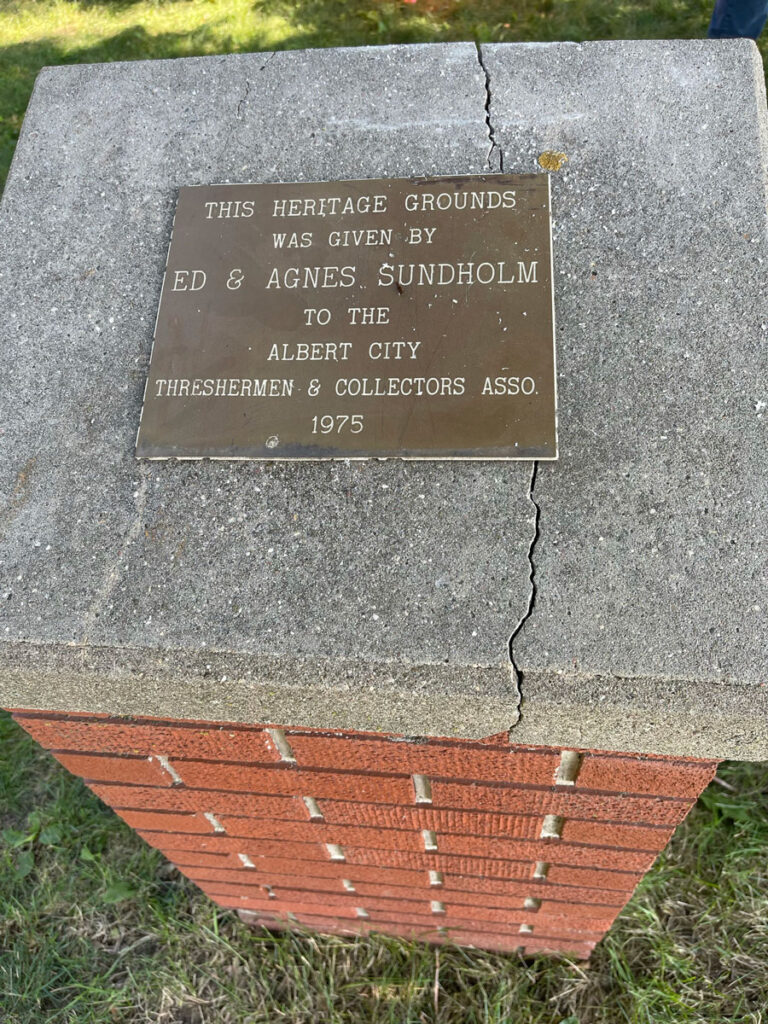 THIS HERITAGE GROUNDS
WAS GIVEN BY
ED & AGNES SUNDHOLM
TO THE
ALBERT CITY
THRESHERMEN & COLLECTORS ASSO.
1975